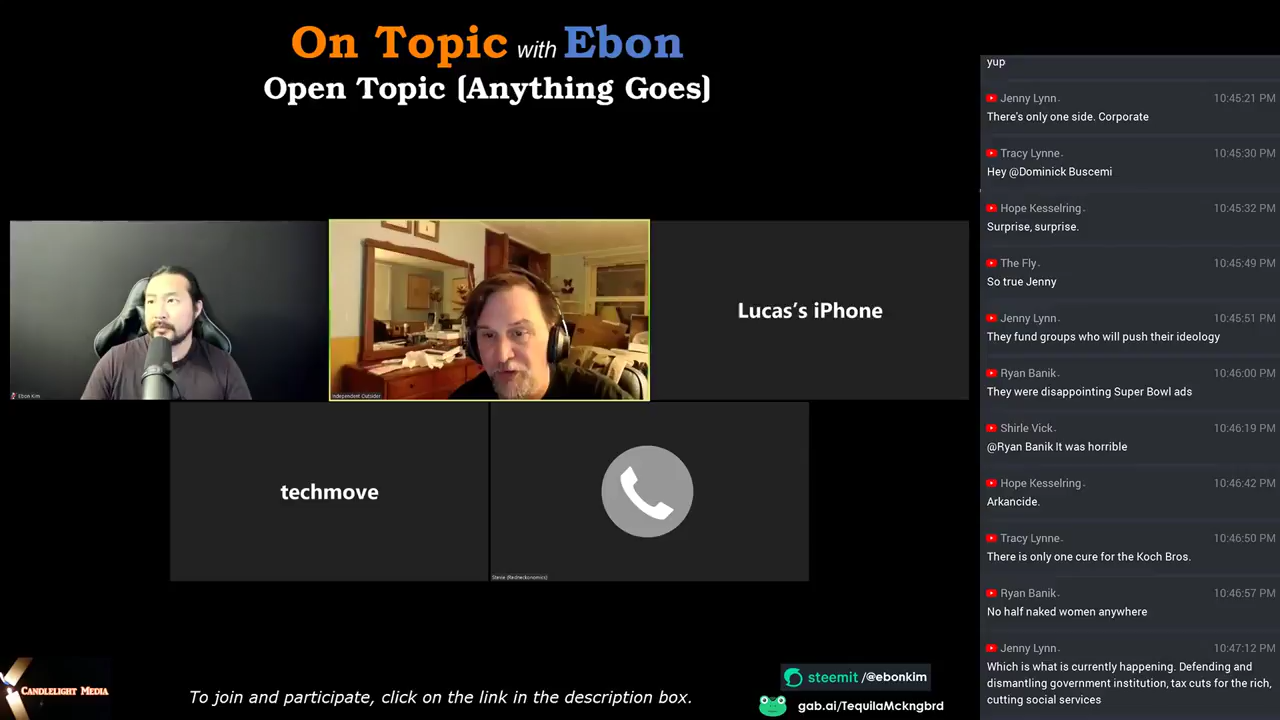 On Topic with Ebon
Open Topic (Anything Goes)
Ebon Kim
Independent Outsider
Lucas's iPhone
techmove
Stevie (Redneckonomics)
CANDLELIGHT MEDIA
To join and participate, click on the link in the description box.
steemit /@ebonkim
gab.ai/TequilaMckngbrd
yup
Jenny Lynn. 10:45:21 PM
There's only one side. Corporate
Tracy Lynne. 10:45:30 PM
Hey @Dominick Buscemi
Hope Kesselring. 10:45:32 PM
Surprise, surprise.
The Fly. 10:45:49 PM
So true Jenny
Jenny Lynn. 10:45:51 PM
They fund groups who will push their ideology
Ryan Banik. 10:46:00 PM
They were disappointing Super Bowl ads
Shirle Vick. 10:46:19 PM
@Ryan Banik It was horrible
Hope Kesselring. 10:46:42 PM
Arkancide.
Tracy Lynne. 10:46:50 PM
There is only one cure for the Koch Bros.
Ryan Banik. 10:46:57 PM
No half naked women anywhere
Jenny Lynn. 10:47:12 PM
Which is what is currently happening. Defending and
dismantling government institution, tax cuts for the rich,
cutting social services